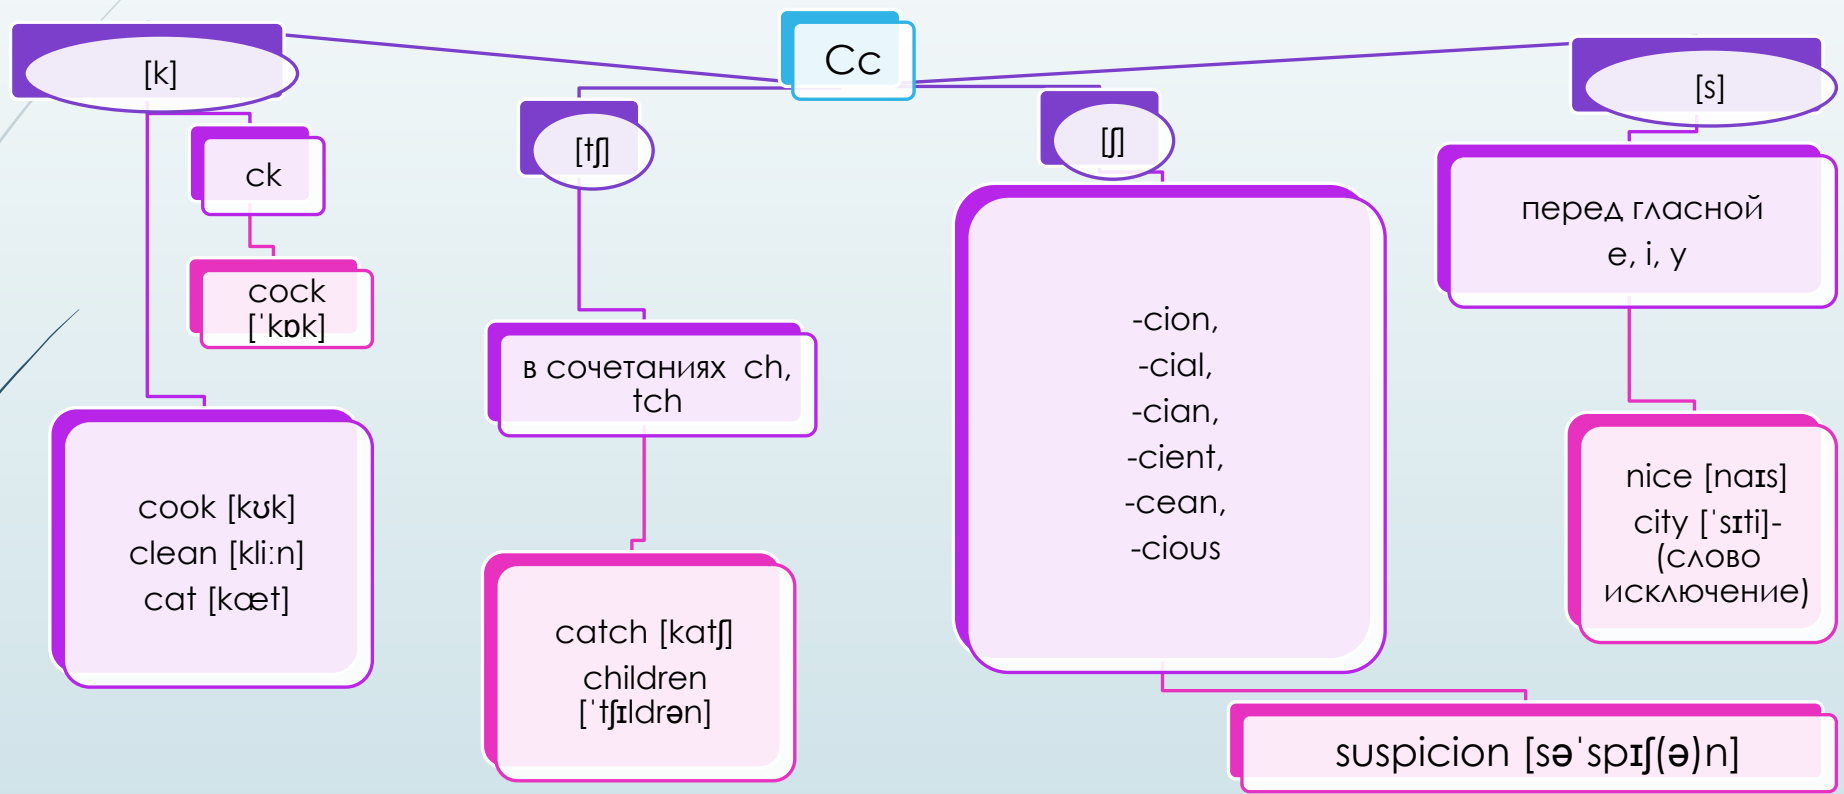 Cc
[k]
ck
cock
[ˈkɒk]
cook [kʊk]
clean [kliːn]
cat [kæt]
[tʃ]
в сочетаниях ch,
tch
catch [katʃ]
children
[ˈtʃɪldrən]
[ʃ]
-cion,
-cial,
-cian,
-cient,
-cean,
-cious
suspicion [səˈspɪʃ(ə)n]
[s]
перед гласной
e, i, y
nice [naɪs]
city [ˈsɪti]-
(слово
исключение)